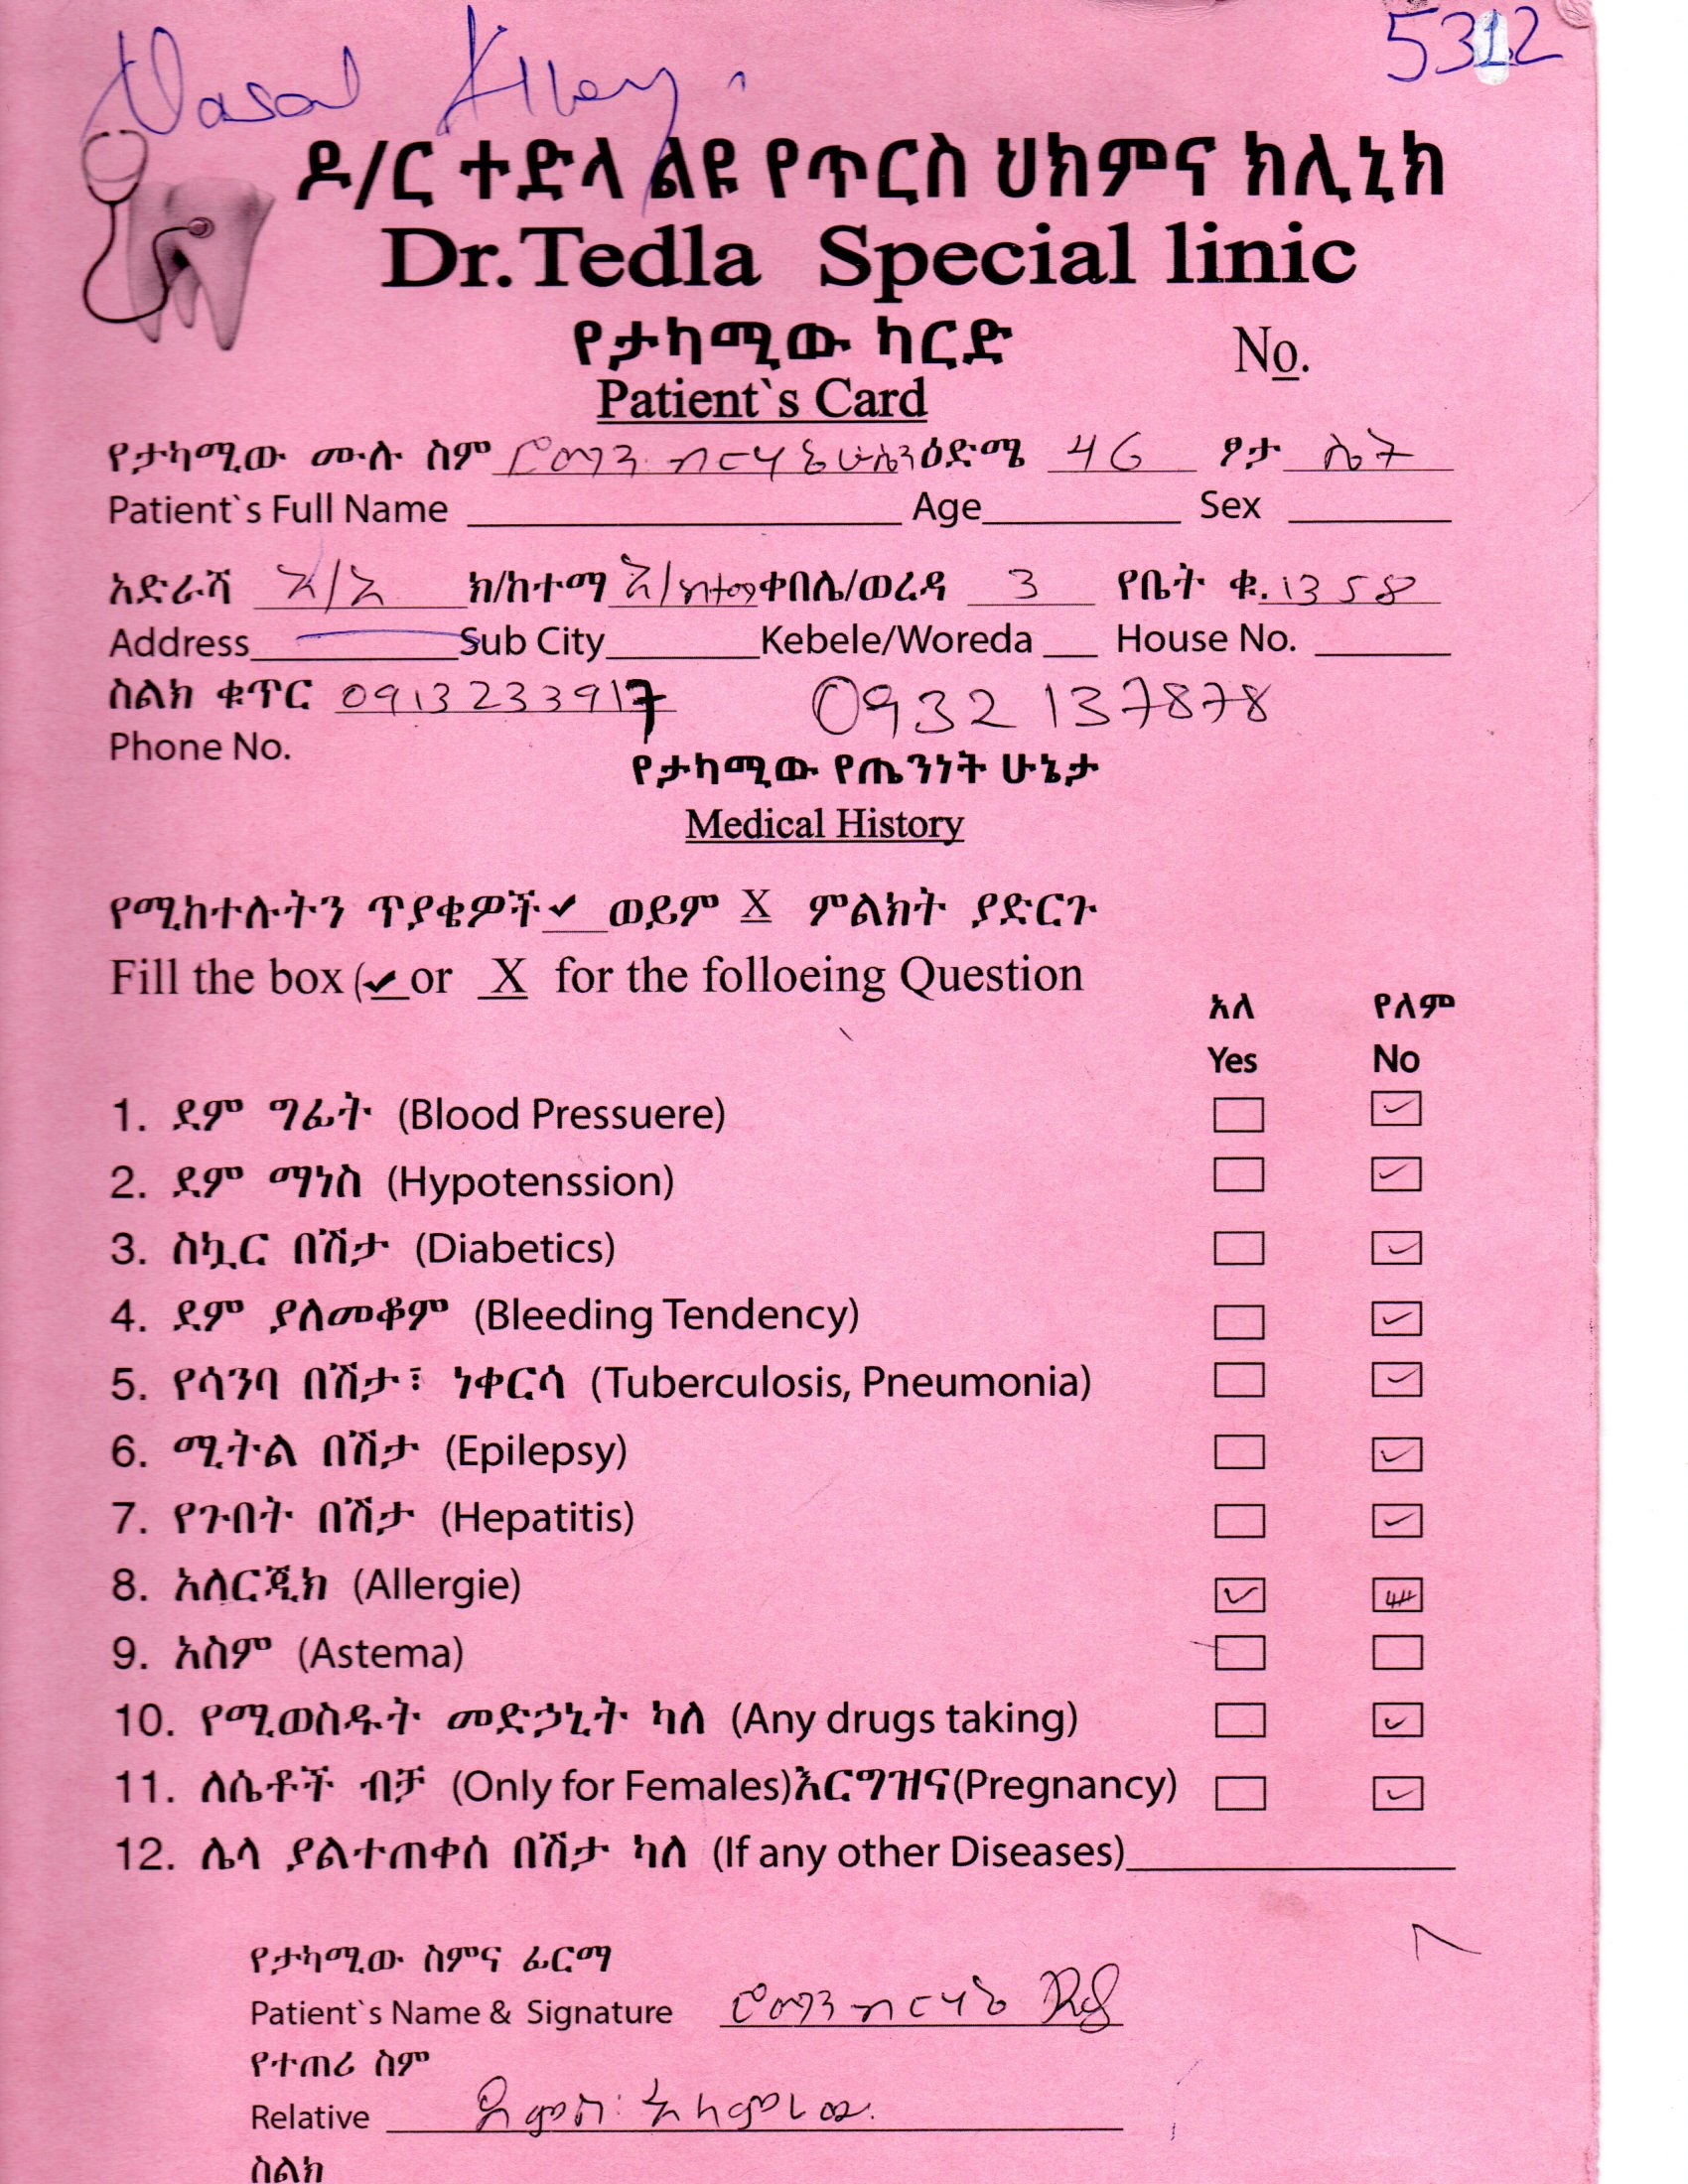 5312
Nasal Allergy
ዶ/ር ተድላ ልዩ የጥርስ ህክምና ክሊኒክ
Dr.Tedla Special linic
የታካሚው ካርድ No.
Patient`s Card
የታካሚው ሙሉ ስም ሮማን ብርሃኔ ሁሴን ዕድሜ 46 ፆታ ሴት
Patient`s Full Name Age Sex
አድራሻ አ/አ ክ/ከተማ አ/ከተማ ቀበሌ/ወረዳ 3 የቤት ቁ. 1358
Address Sub City Kebele/Woreda House No.
ስልክ ቁጥር 0913233917 0932137878
Phone No.
የታካሚው የጤንነት ሁኔታ
Medical History
የሚከተሉትን ጥያቄዎች ✔ ወይም X ምልክት ያድርጉ
Fill the box (✔ or X for the folloeing Question
አለ የለም
Yes No
1. ደም ግፊት (Blood Pressuere) ✓
2. ደም ማነስ (Hypotenssion) ✓
3. ስኳር በሽታ (Diabetics) ✓
4. ደም ያለመቆም (Bleeding Tendency) ✓
5. የሳንባ በሽታ፣ ነቀርሳ (Tuberculosis, Pneumonia) ✓
6. ሚትል በሽታ (Epilepsy) ✓
7. የጉበት በሽታ (Hepatitis) ✓
8. አለርጂክ (Allergie) ✓
9. አስም (Astema)
10. የሚወስዱት መድኃኒት ካለ (Any drugs taking) ✓
11. ለሴቶች ብቻ (Only for Females)እርግዝና(Pregnancy) ✓
12. ሌላ ያልተጠቀሰ በሽታ ካለ (If any other Diseases)
የታካሚው ስምና ፊርማ
Patient`s Name & Signature ሮማን ብርሃኔ
የተጠሪ ስም
Relative
ስልክ